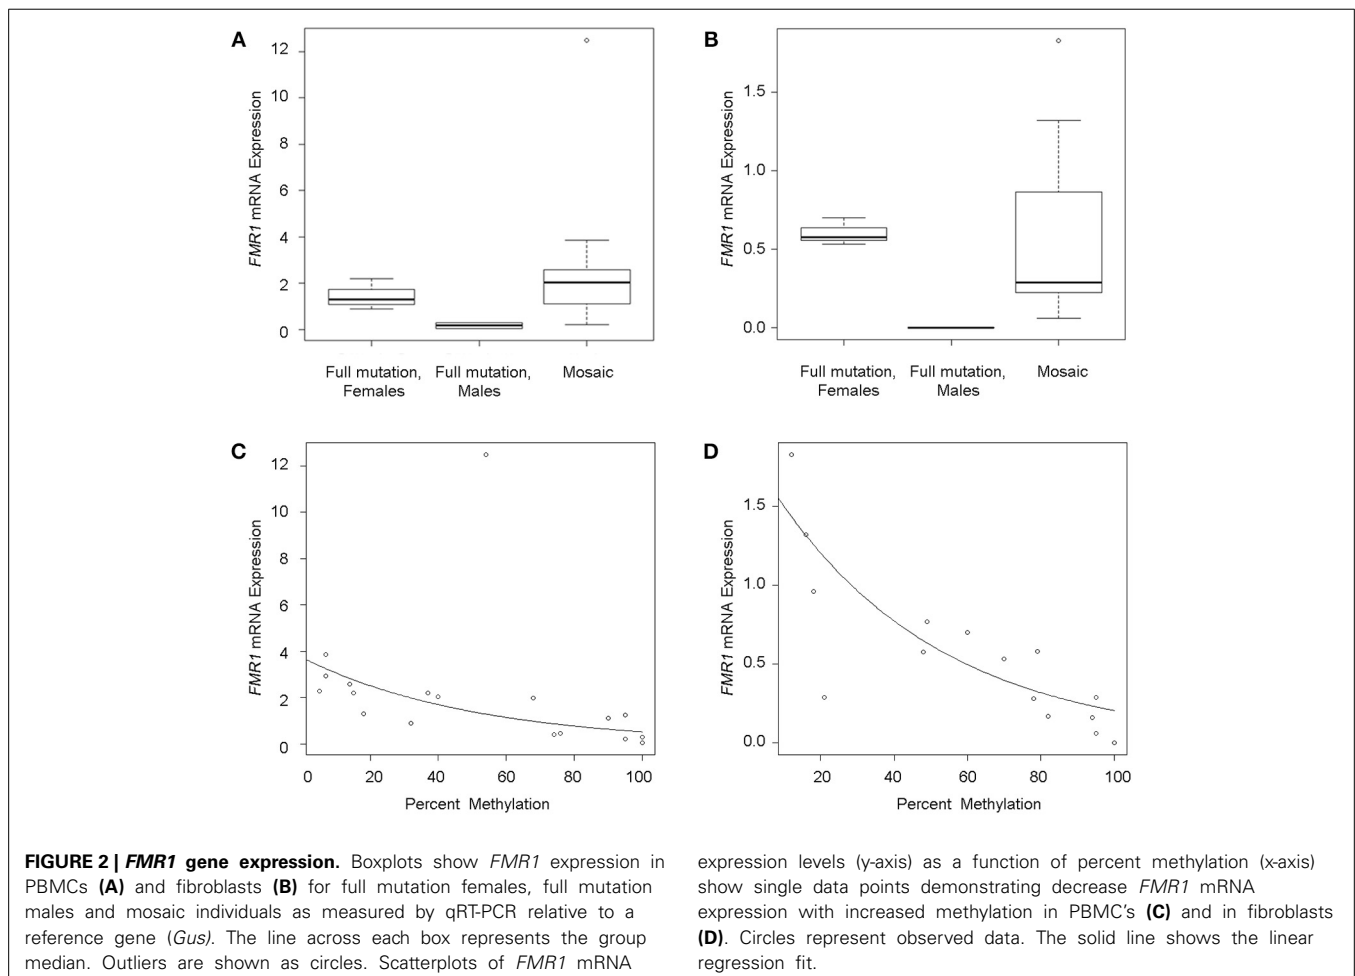 A
12
10
8
6
4
2
0
FMR1 mRNA Expression
Full mutation,
Females
Full mutation,
Males
Mosaic
B
1.5
1.0
0.5
0.0
FMR1 mRNA Expression
Full mutation,
Females
Full mutation,
Males
Mosaic
C
12
10
8
6
4
2
0
FMR1 mRNA Expression
0 20 40 60 80 100
Percent Methylation
D
1.5
1.0
0.5
0.0
FMR1 mRNA Expression
20 40 60 80 100
Percent Methylation
FIGURE 2 | FMR1 gene expression. Boxplots show FMR1 expression in
PBMCs (A) and fibroblasts (B) for full mutation females, full mutation
males and mosaic individuals as measured by qRT-PCR relative to a
reference gene (Gus). The line across each box represents the group
median. Outliers are shown as circles. Scatterplots of FMR1 mRNA
expression levels (y-axis) as a function of percent methylation (x-axis)
show single data points demonstrating decrease FMR1 mRNA
expression with increased methylation in PBMC's (C) and in fibroblasts
(D). Circles represent observed data. The solid line shows the linear
regression fit.